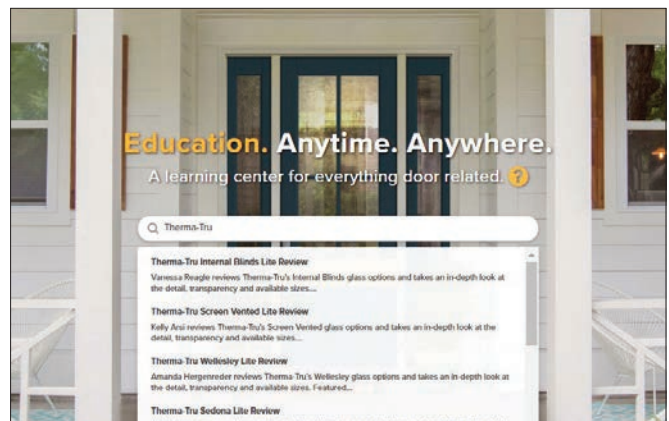 Education. Anytime. Anywhere.
A learning center for everything door related. ?
Therma-Tru
Therma-Tru Internal Blinds Lite Review
Vanessa Reagle reviews Therma-Tru's Internal Blinds glass options and takes an in-depth look at
the detail, transparency and available sizes...
Therma-Tru Screen Vented Lite Review
Kelly Arsi reviews Therma-Tru's Screen Vented glass options and takes an in-depth look at the
detail, transparency and available sizes...
Therma-Tru Wellesley Lite Review
Amanda Hergenreder reviews Therma-Tru's Wellesley glass options and takes an in-depth look at
the detail, transparency and available sizes. Featured...
Therma-Tru Sedona Lite Review